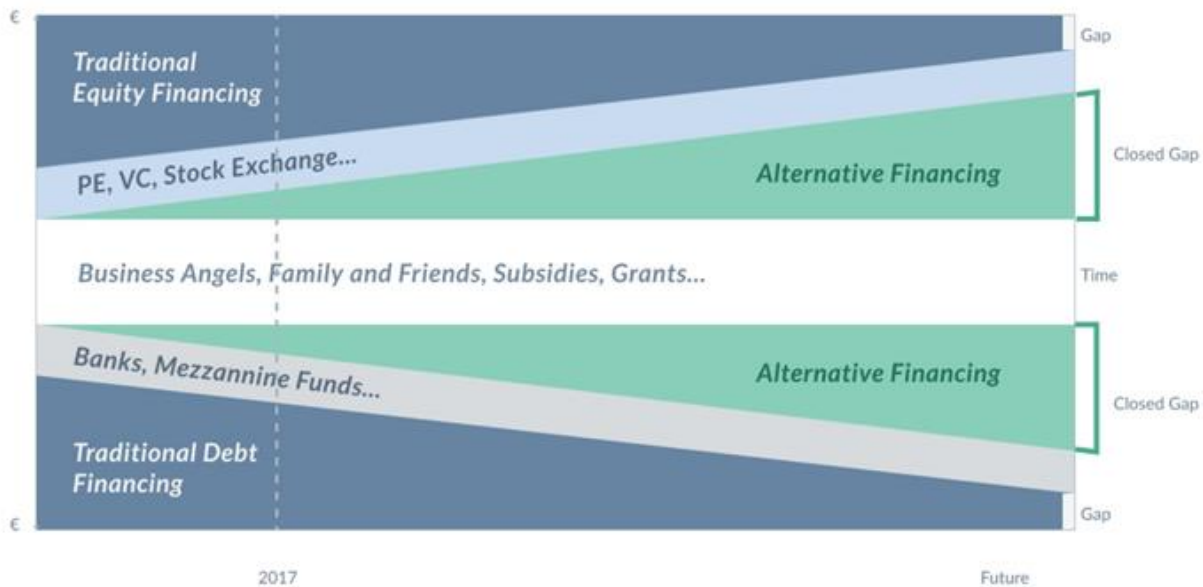 €
Gap
Traditional
Equity Financing
PE, VC, Stock Exchange...
Alternative Financing
Closed Gap
Business Angels, Family and Friends, Subsidies, Grants...
Time
Banks, Mezzannine Funds...
Alternative Financing
Closed Gap
Traditional Debt
Financing
€
Gap
2017
Future